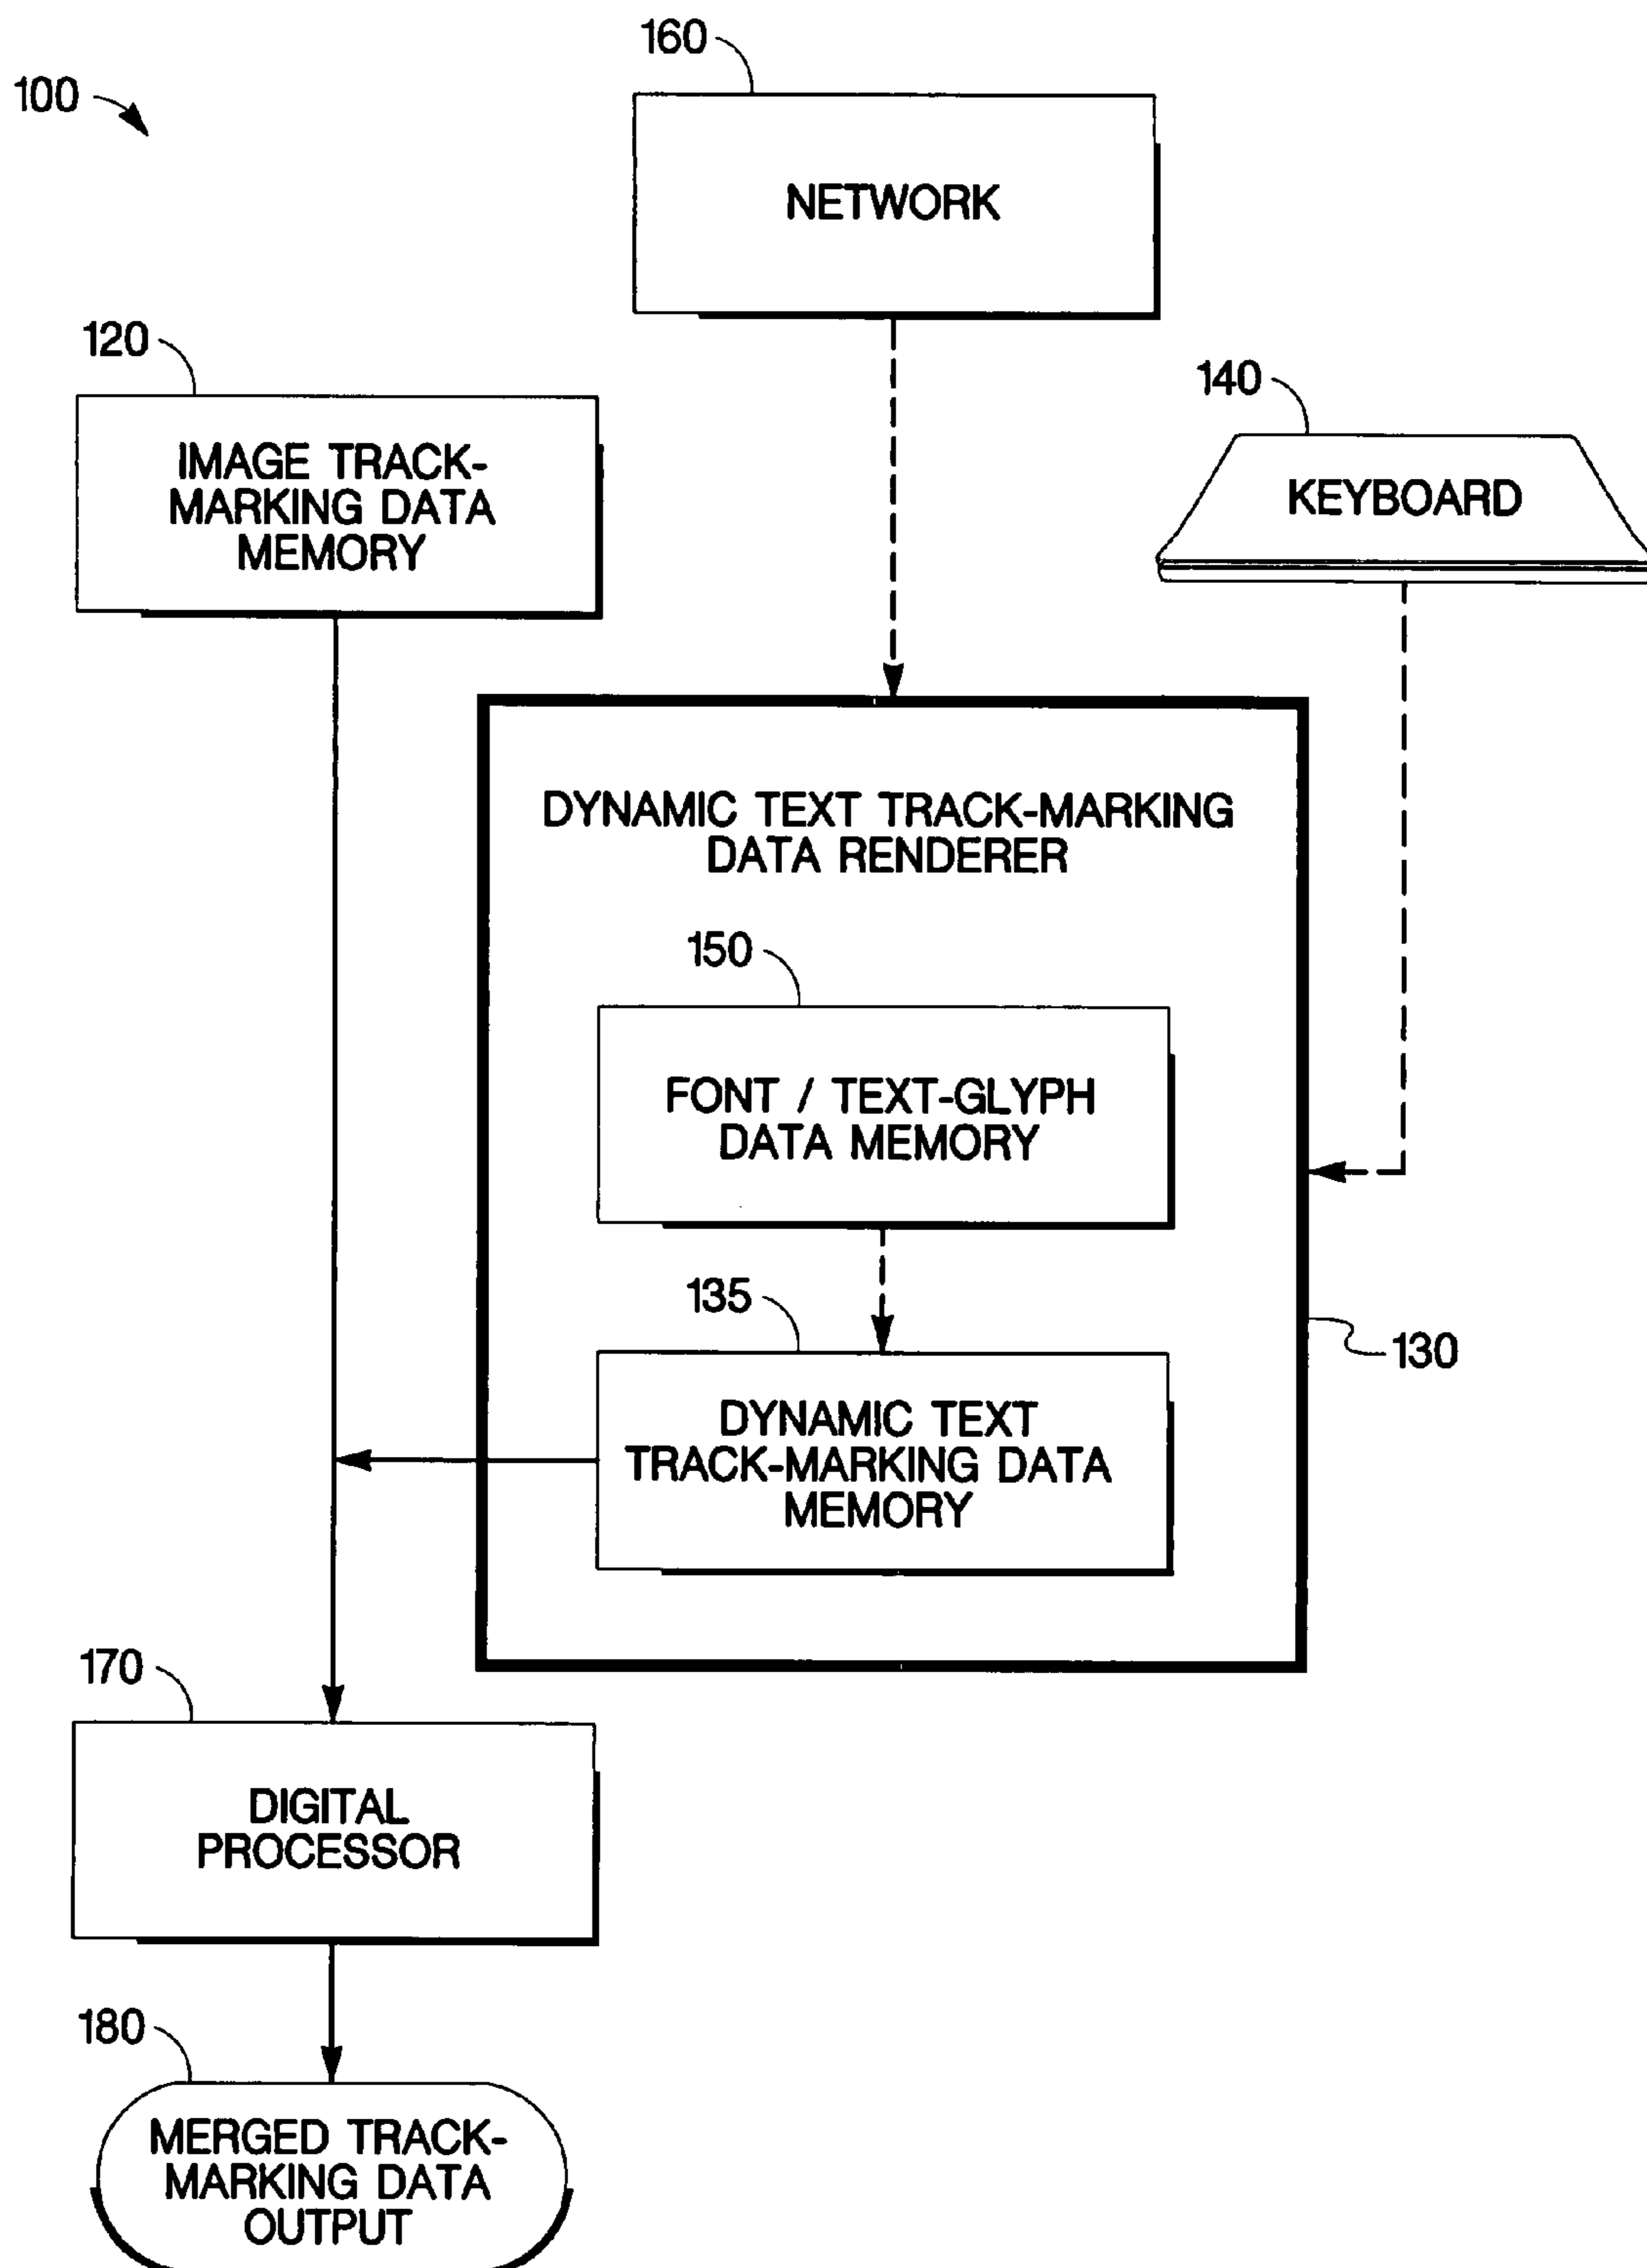 160
100
NETWORK
120
140
IMAGE TRACK-
MARKING DATA
MEMORY
KEYBOARD
DYNAMIC TEXT TRACK-MARKING
DATA RENDERER
150
FONT / TEXT-GLYPH
DATA MEMORY
135
130
DYNAMIC TEXT
TRACK-MARKING DATA
MEMORY
170
DIGITAL
PROCESSOR
180
MERGED TRACK-
MARKING DATA
OUTPUT